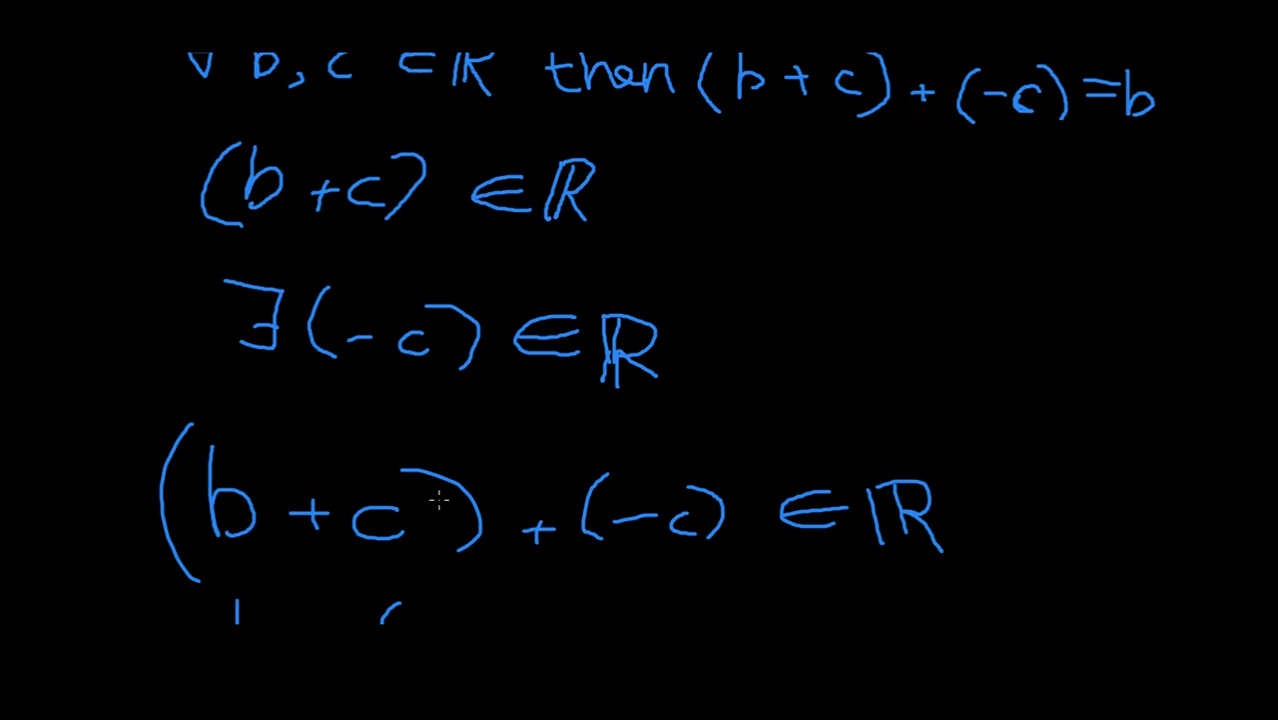 ∀ b, c ∈ ℝ then (b + c) + (-c) = b
(b + c) ∈ ℝ
∃ (-c) ∈ ℝ
(b + c) + (-c) ∈ ℝ